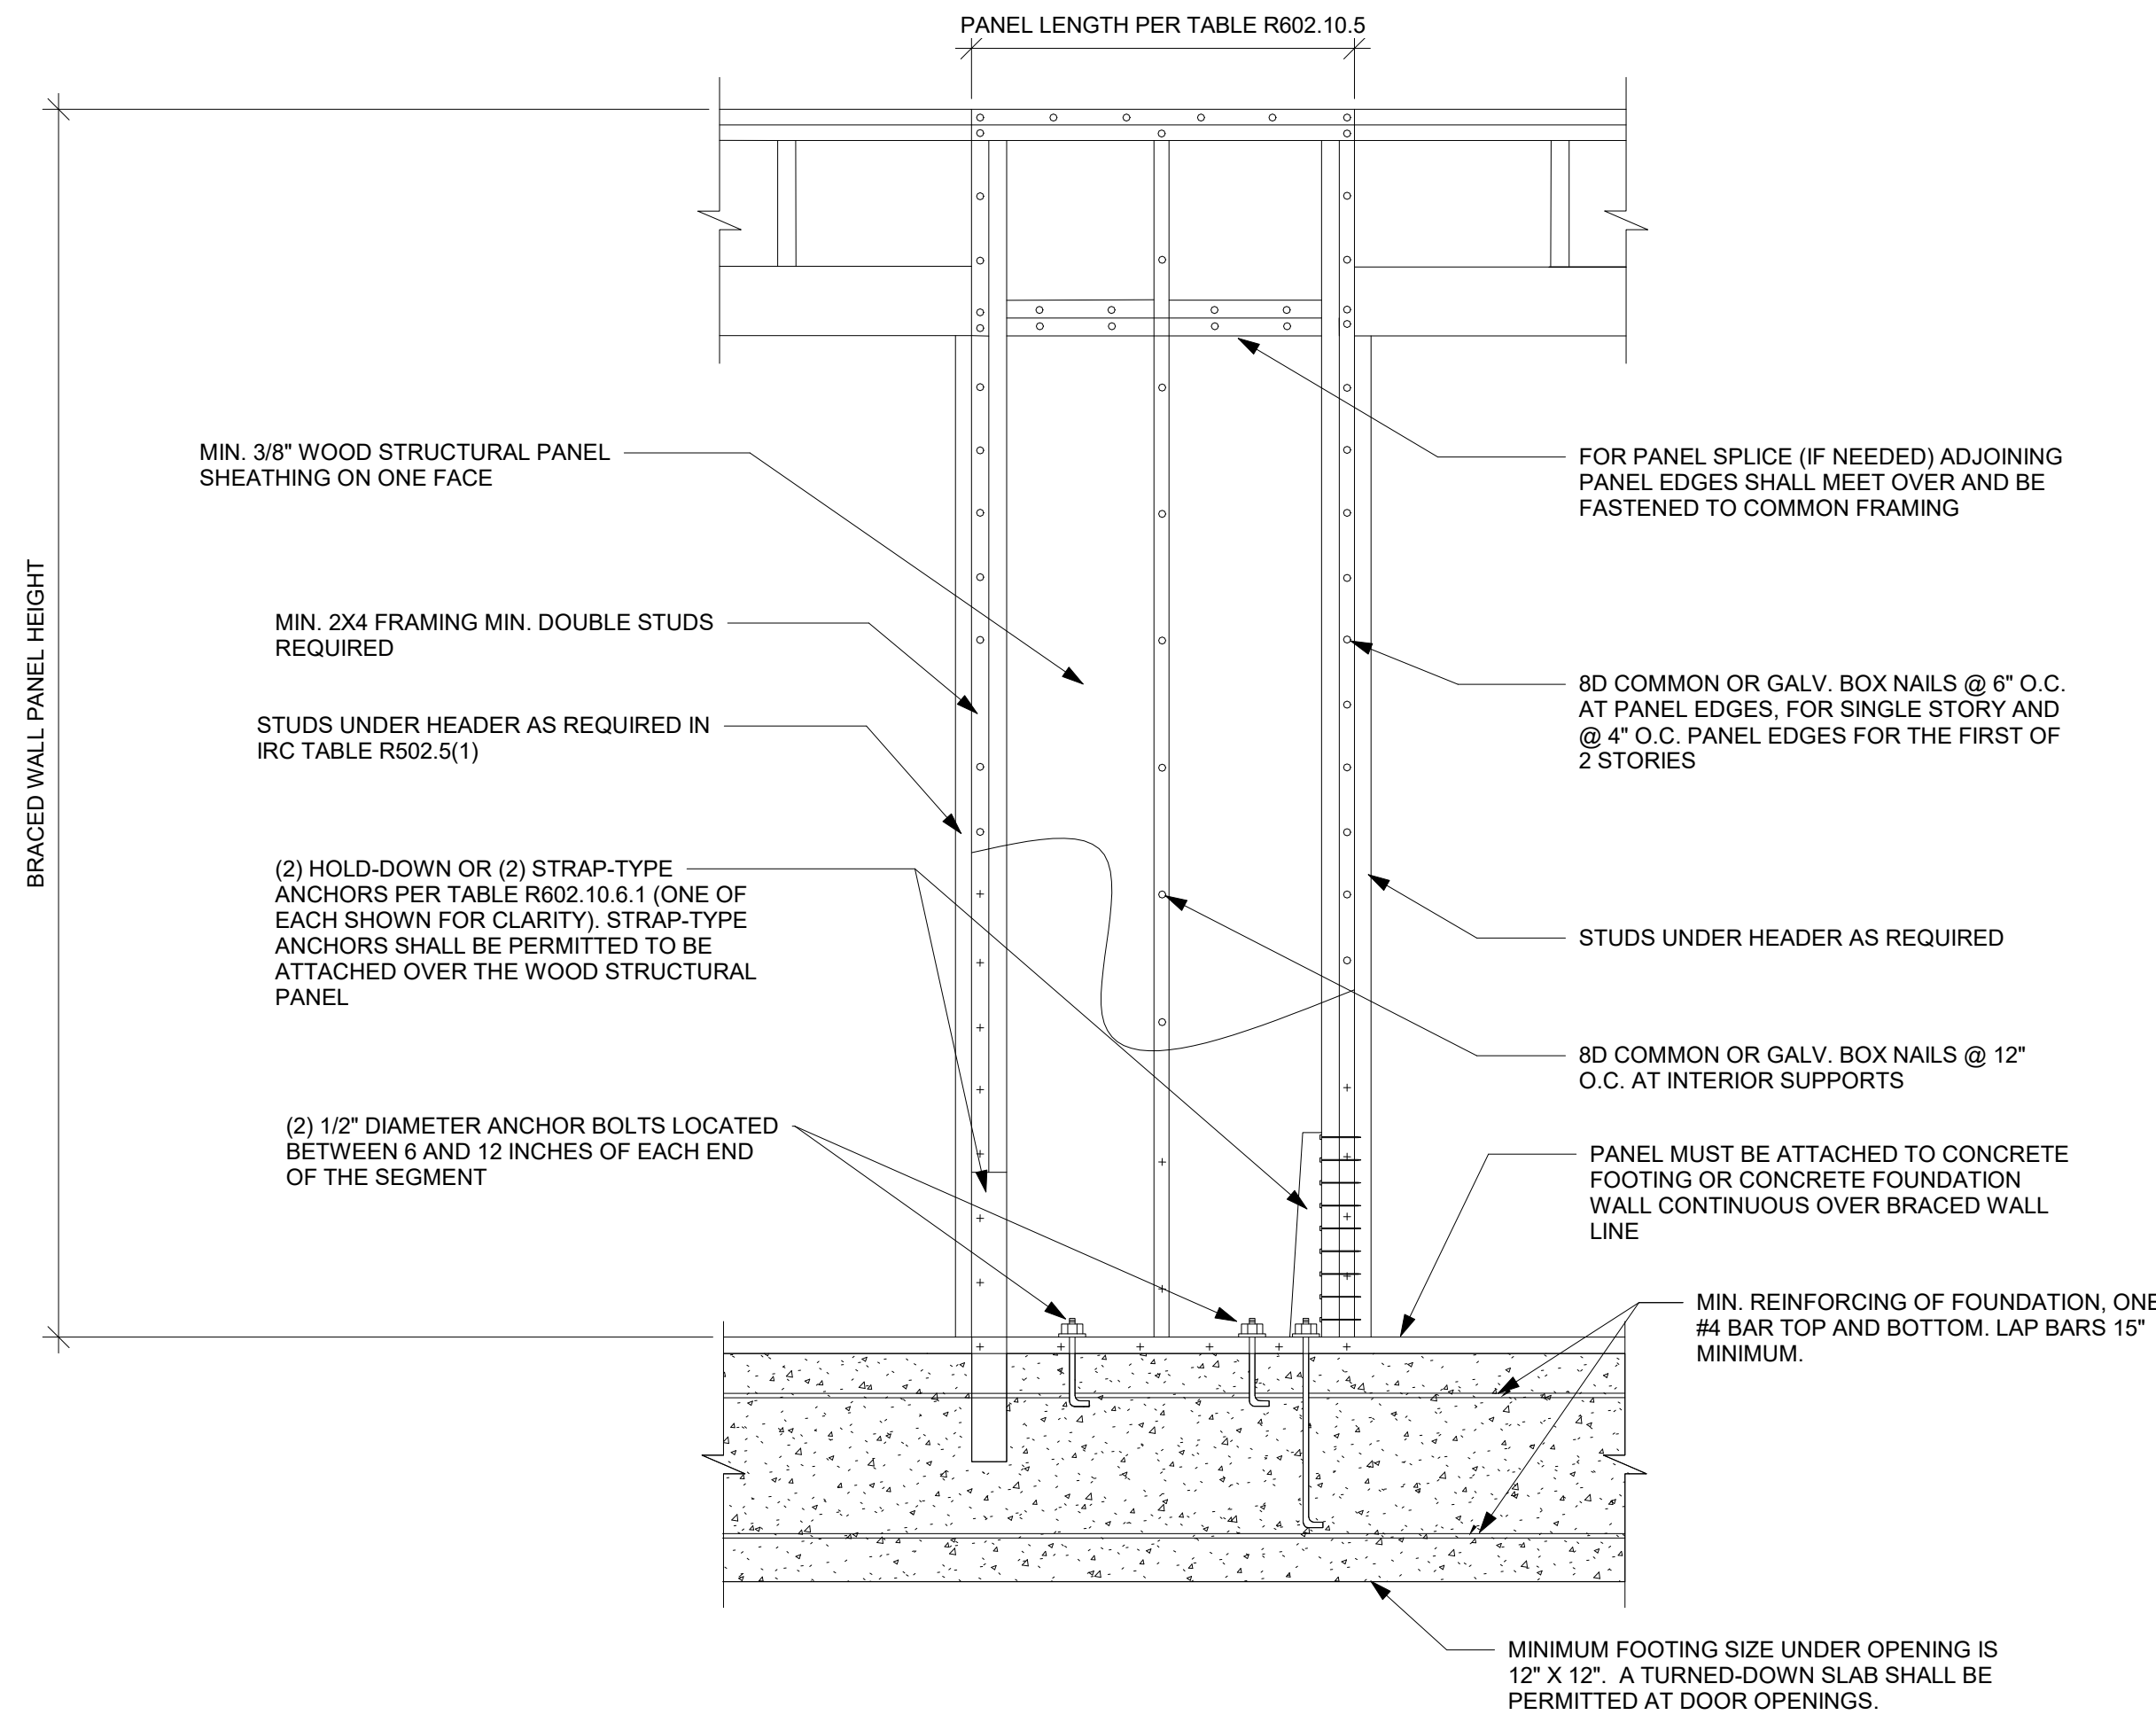 PANEL LENGTH PER TABLE R602.10.5
BRACED WALL PANEL HEIGHT
MIN. 3/8" WOOD STRUCTURAL PANEL
SHEATHING ON ONE FACE
MIN. 2X4 FRAMING MIN. DOUBLE STUDS
REQUIRED
STUDS UNDER HEADER AS REQUIRED IN
IRC TABLE R502.5(1)
(2) HOLD-DOWN OR (2) STRAP-TYPE
ANCHORS PER TABLE R602.10.6.1 (ONE OF
EACH SHOWN FOR CLARITY). STRAP-TYPE
ANCHORS SHALL BE PERMITTED TO BE
ATTACHED OVER THE WOOD STRUCTURAL
PANEL
(2) 1/2" DIAMETER ANCHOR BOLTS LOCATED
BETWEEN 6 AND 12 INCHES OF EACH END
OF THE SEGMENT
FOR PANEL SPLICE (IF NEEDED) ADJOINING
PANEL EDGES SHALL MEET OVER AND BE
FASTENED TO COMMON FRAMING
8D COMMON OR GALV. BOX NAILS @ 6" O.C.
AT PANEL EDGES, FOR SINGLE STORY AND
@ 4" O.C. PANEL EDGES FOR THE FIRST OF
2 STORIES
STUDS UNDER HEADER AS REQUIRED
8D COMMON OR GALV. BOX NAILS @ 12"
O.C. AT INTERIOR SUPPORTS
PANEL MUST BE ATTACHED TO CONCRETE
FOOTING OR CONCRETE FOUNDATION
WALL CONTINUOUS OVER BRACED WALL
LINE
MIN. REINFORCING OF FOUNDATION, ONE
#4 BAR TOP AND BOTTOM. LAP BARS 15"
MINIMUM.
MINIMUM FOOTING SIZE UNDER OPENING IS
12" X 12". A TURNED-DOWN SLAB SHALL BE
PERMITTED AT DOOR OPENINGS.